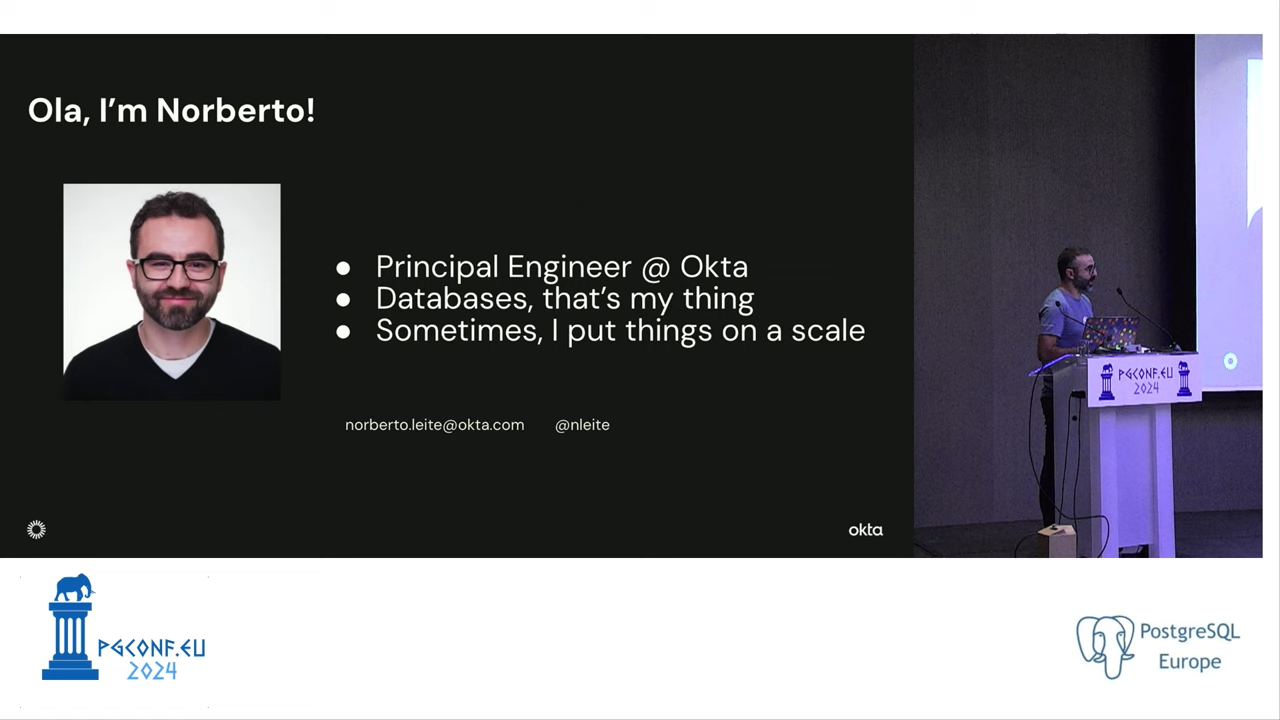 Ola, I'm Norberto!
● Principal Engineer @ Okta
● Databases, that's my thing
● Sometimes, I put things on a scale
norberto.leite@okta.com @nleite
okta
PGCONF.EU
2024
PGCONF.EU
2024
PostgreSQL
Europe